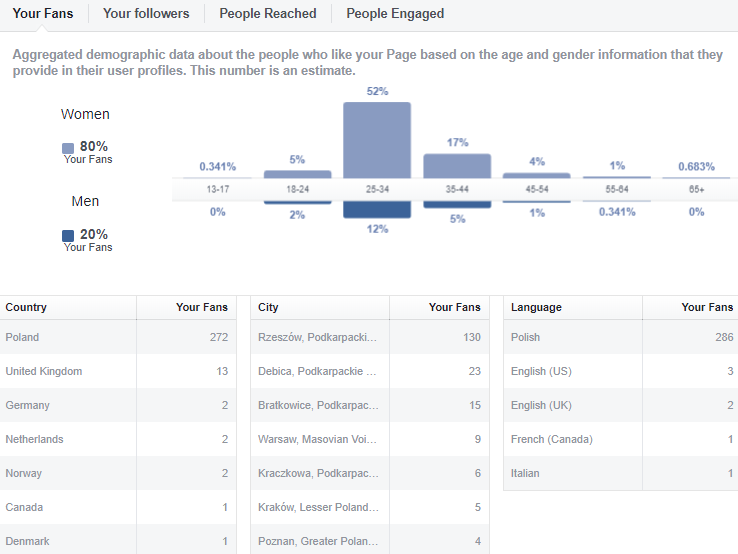 Your Fans Your followers People Reached People Engaged
Aggregated demographic data about the people who like your Page based on the age and gender information that they
provide in their user profiles. This number is an estimate.
Women
80%
Your Fans
52%
17%
5%
4%
1%
0.341%
0.683%
13-17 18-24 25-34 35-44 45-54 55-64 65+
Men
20%
Your Fans
0% 2% 12% 5% 1% 0.341% 0%
Country Your Fans City Your Fans Language Your Fans
Poland 272 Rzeszów, Podkarpacki... 130 Polish 286
United Kingdom 13 Debica, Podkarpackie ... 23 English (US) 3
Germany 2 Bratkowice, Podkarpac... 15 English (UK) 2
Netherlands 2 Warsaw, Masovian Voi... 9 French (Canada) 1
Norway 2 Kraczkowa, Podkarpac... 6 Italian 1
Canada 1 Kraków, Lesser Poland... 5
Denmark 1 Poznan, Greater Polan... 4